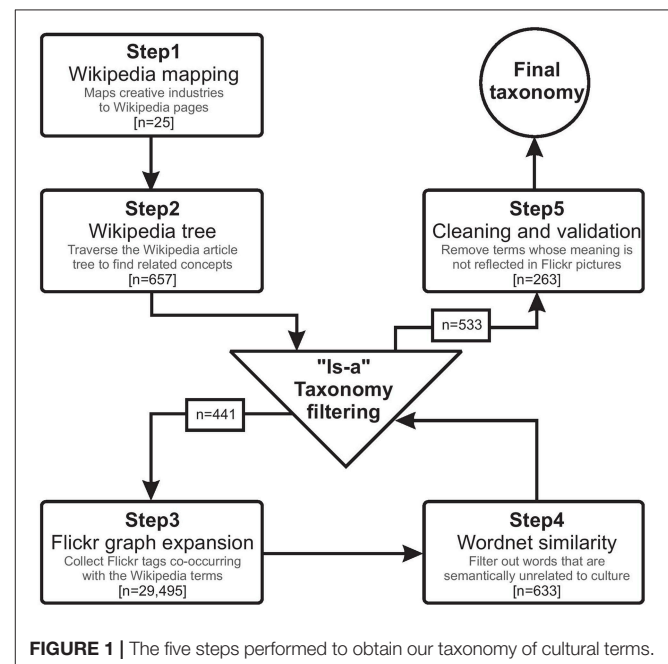 Step1
Wikipedia mapping
Maps creative industries
to Wikipedia pages
[n=25]
Step2
Wikipedia tree
Traverse the Wikipedia article
tree to find related concepts
[n=657]
"Is-a"
Taxonomy
filtering
n=441
Step3
Flickr graph expansion
Collect Flickr tags co-occurring
with the Wikipedia terms
[n=29,495]
Step4
Wordnet similarity
Filter out words that are
semantically unrelated to culture
[n=633]
n=533
Step5
Cleaning and validation
Remove terms whose meaning is
not reflected in Flickr pictures
[n=263]
Final
taxonomy
FIGURE 1 | The five steps performed to obtain our taxonomy of cultural terms.